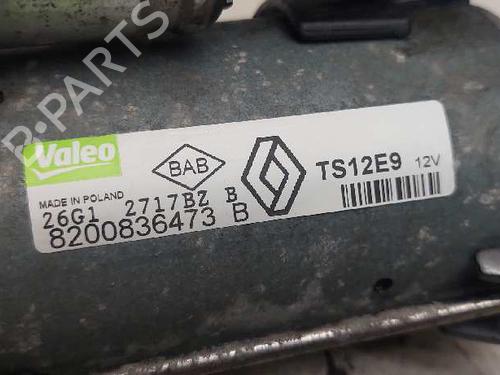 B-PARTS
Valeo
BAB
TS12E9 12V
MADE IN POLAND
26G1 2717BZ B
8200836473 B